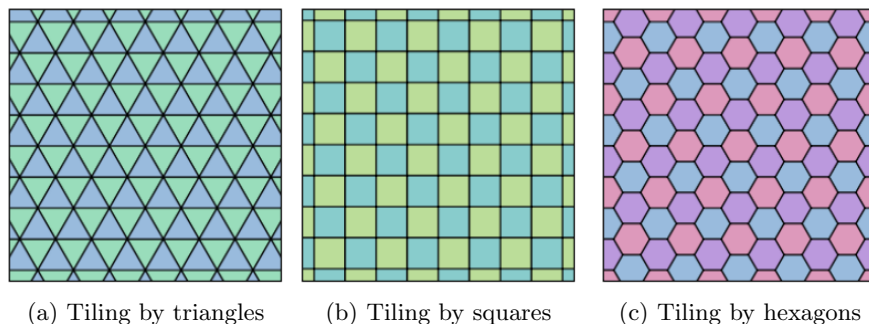 (a) Tiling by triangles
(b) Tiling by squares
(c) Tiling by hexagons